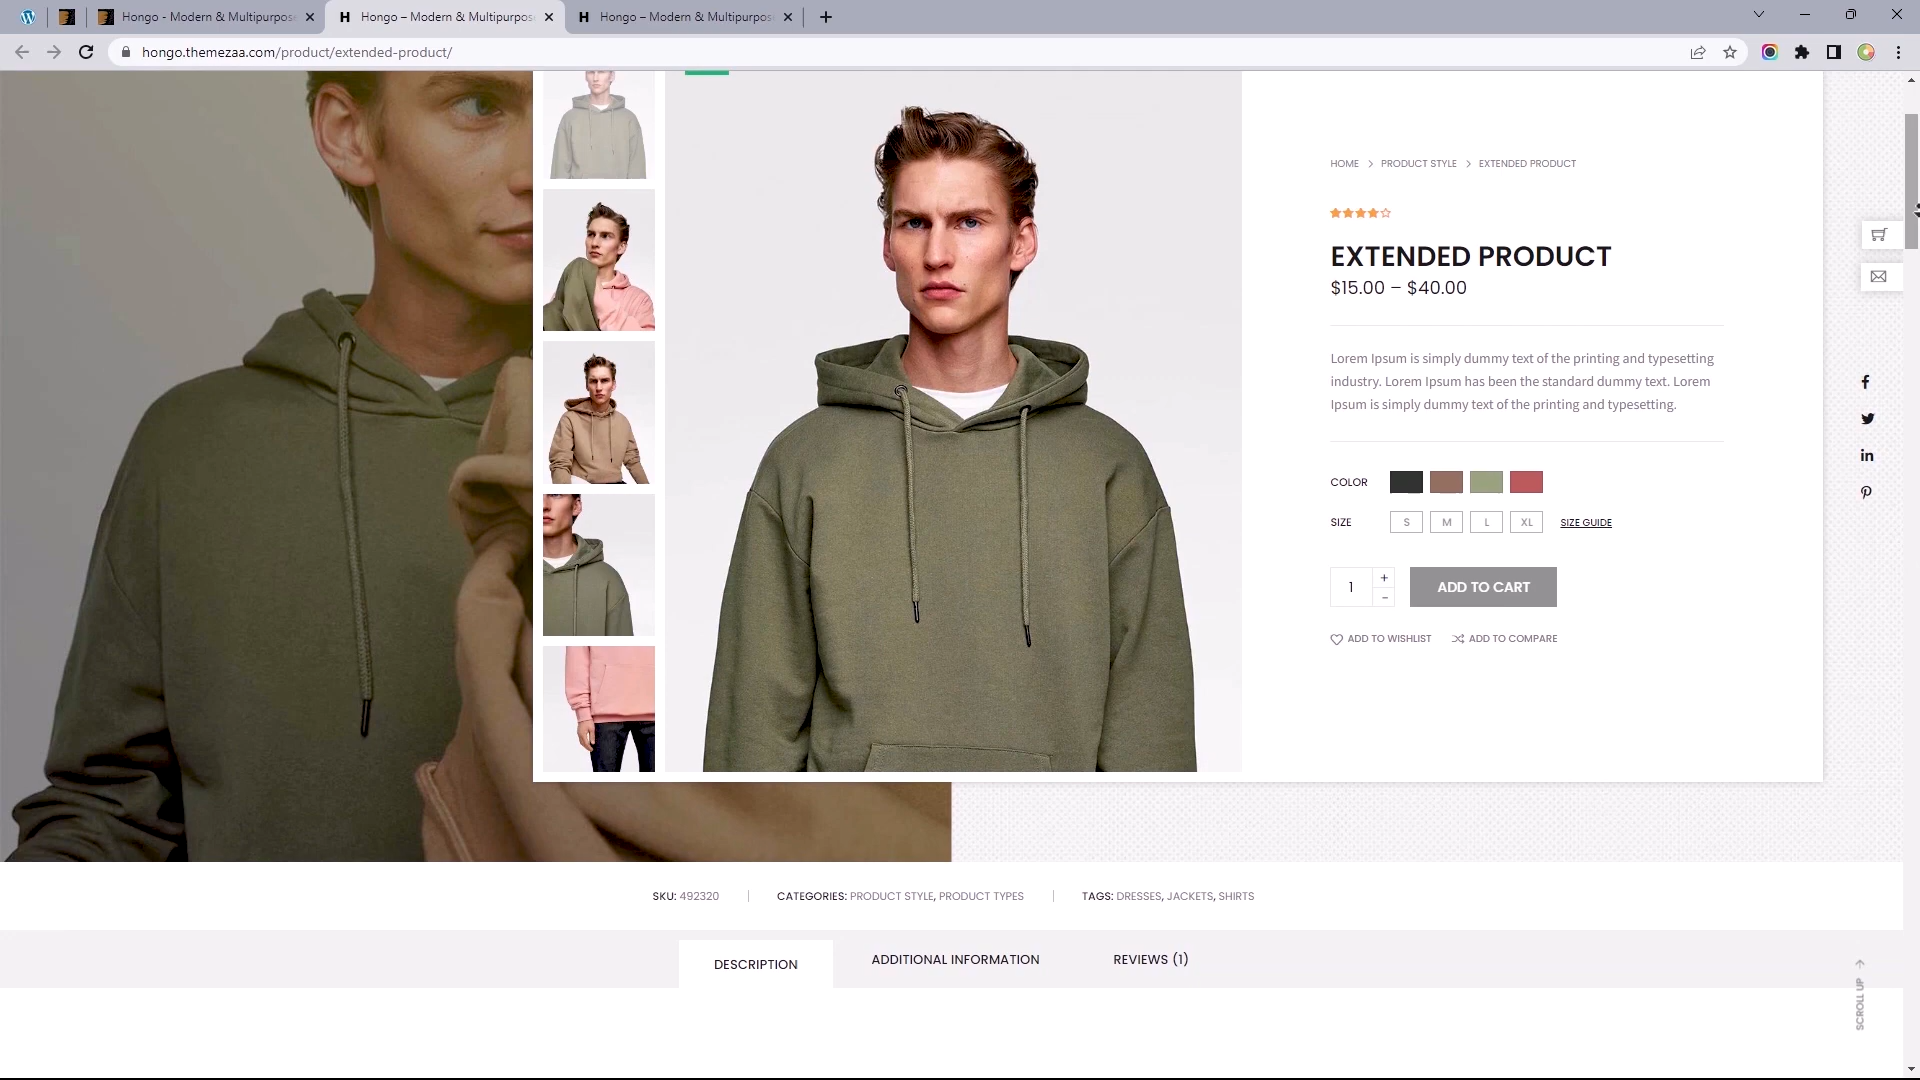 Hongo - Modern & Multipurpose
H Hongo – Modern & Multipurpos
H Hongo – Modern & Multipurpos
hongo.themezaa.com/product/extended-product/
HOME > PRODUCT STYLE > EXTENDED PRODUCT
EXTENDED PRODUCT
$15.00 – $40.00
Lorem Ipsum is simply dummy text of the printing and typesetting
industry. Lorem Ipsum has been the standard dummy text. Lorem
Ipsum is simply dummy text of the printing and typesetting.
COLOR
SIZE S M L XL SIZE GUIDE
1 + -
ADD TO CART
ADD TO WISHLIST ADD TO COMPARE
SKU: 492320 | CATEGORIES: PRODUCT STYLE, PRODUCT TYPES | TAGS: DRESSES, JACKETS, SHIRTS
DESCRIPTION ADDITIONAL INFORMATION REVIEWS (1)
SCROLL UP